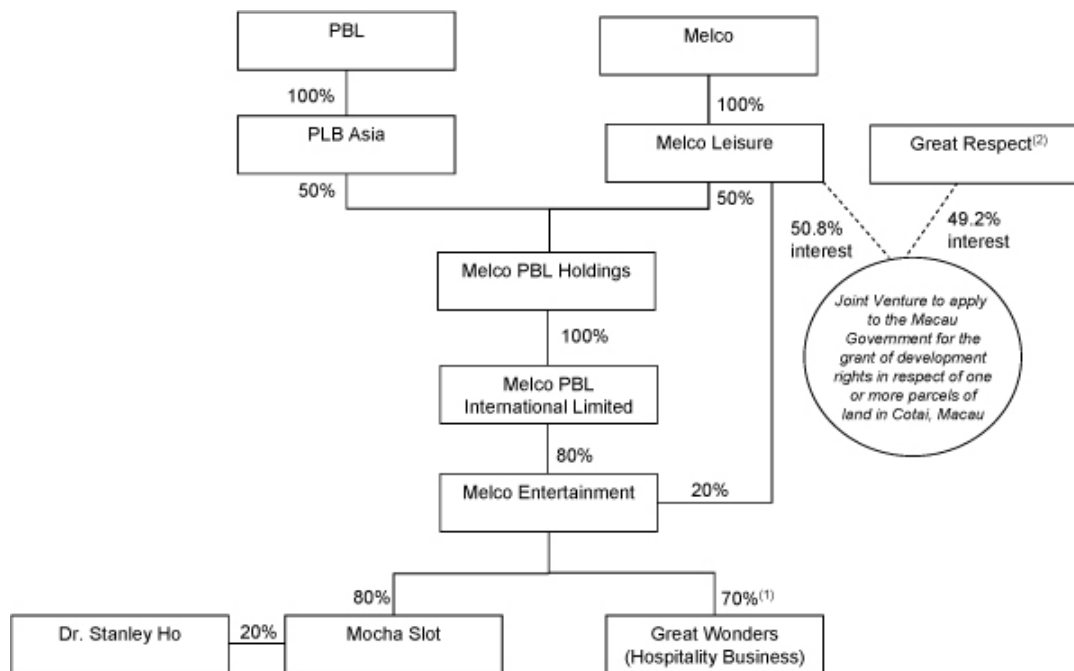 PBL
Melco
100%
100%
PLB Asia
Melco Leisure
Great Respect(2)
50%
50%
50.8%
interest
49.2%
interest
Melco PBL Holdings
Joint Venture to apply
to the Macau
Government for the
grant of development
rights in respect of one
or more parcels of
land in Cotai, Macau
100%
Melco PBL
International Limited
80%
Melco Entertainment
20%
80%
70%(1)
Dr. Stanley Ho
20%
Mocha Slot
Great Wonders
(Hospitality Business)